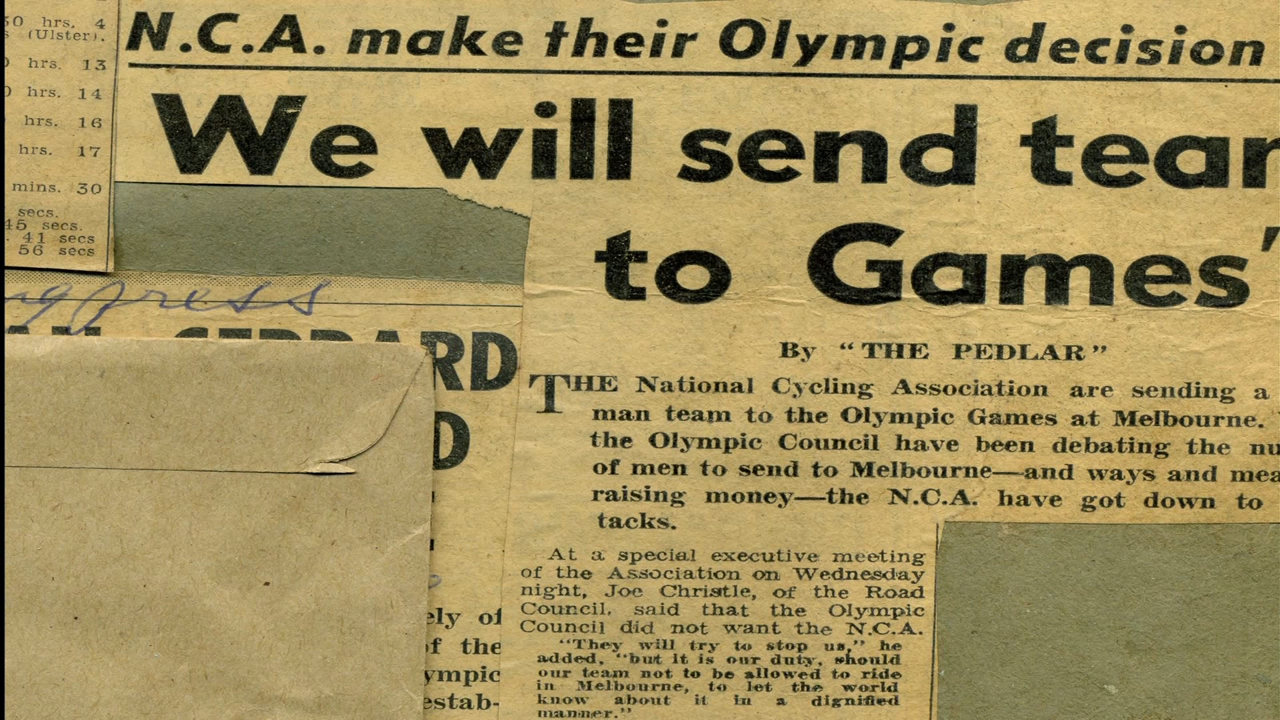 N.C.A. make their Olympic decision
We will send
to Games'
By "THE PEDLAR"
THE National Cycling Association are sending a
man team to the Olympic Games at Melbourne.
the Olympic Council have been debating the
of men to send to Melbourne—and ways and
raising money—the N.C.A. have got down to
tacks.
At a special executive meeting
of the Association on Wednesday
night, Joe Christle, of the Road
Council, said that the Olympic
Council did not want the N.C.A.
"They will try to stop us," he
added, "but it is our duty, should
our team not to be allowed to ride
in Melbourne, to let the world
know about it in a dignified
manner."
hrs. 4
(Ulster).
hrs. 13
hrs. 14
hrs. 16
hrs. 17
mins. 30
secs.
45 secs.
41 secs
56 secs
of
of the
estab-